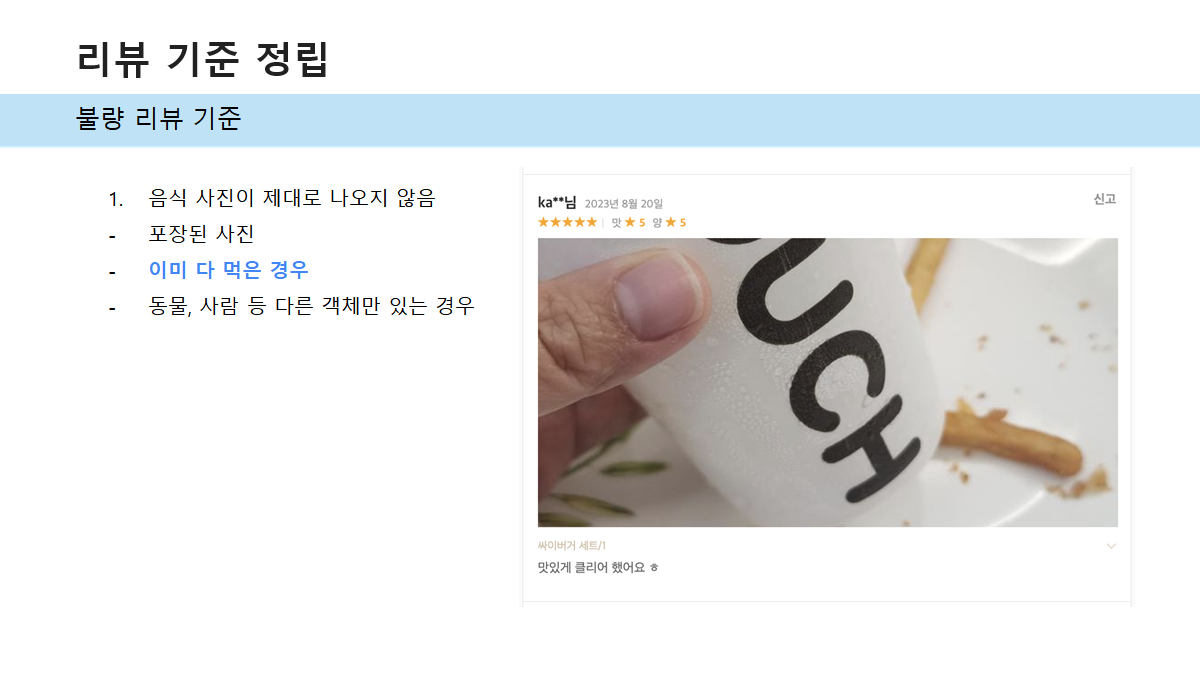 리뷰 기준 정립
불량 리뷰 기준
1. 음식 사진이 제대로 나오지 않음
- 포장된 사진
- 이미 다 먹은 경우
- 동물, 사람 등 다른 객체만 있는 경우
ka**님 2023년 8월 20일 신고
★★★★★ | 맛 ★ 5 양 ★ 5
UCH
싸이버거 세트/1
맛있게 클리어 했어요 ㅎ